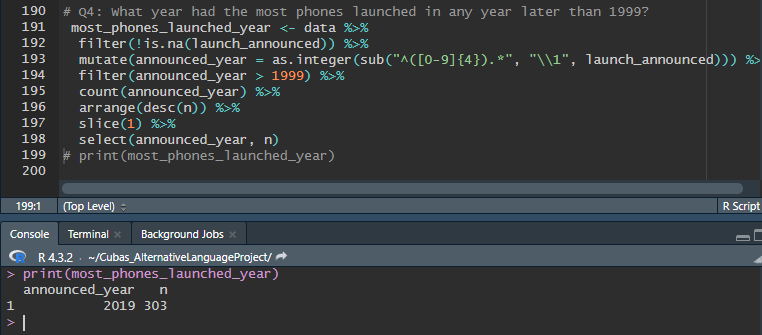 190 # Q4: What year had the most phones launched in any year later than 1999?
191 most_phones_launched_year <- data %>%
192 filter(!is.na(launch_announced)) %>%
193 mutate(announced_year = as.integer(sub("^([0-9]{4}).*", "\\1", launch_announced))) %>
194 filter(announced_year > 1999) %>%
195 count(announced_year) %>%
196 arrange(desc(n)) %>%
197 slice(1) %>%
198 select(announced_year, n)
199 # print(most_phones_launched_year)
200
199:1 (Top Level) R Script
Console Terminal Background Jobs
R 4.3.2 · ~/Cubas_AlternativeLanguageProject/
> print(most_phones_launched_year)
announced_year n
1 2019 303
>